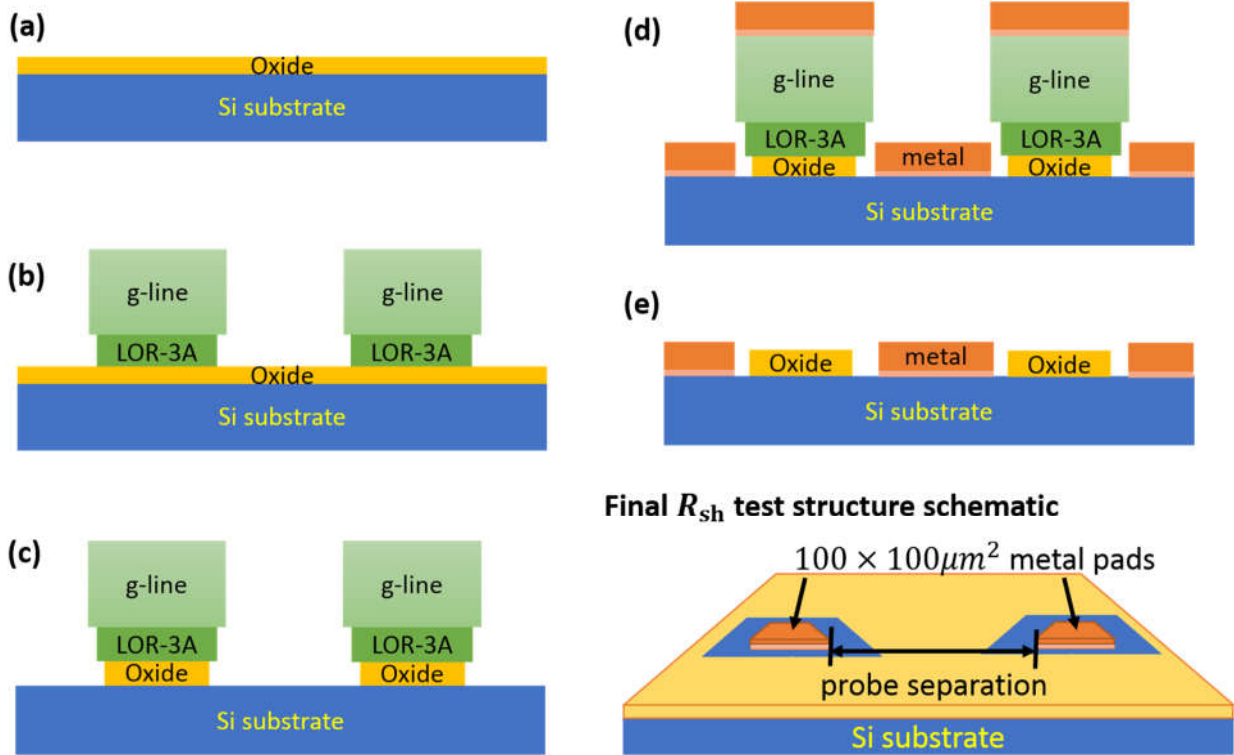 (a)
Oxide
Si substrate
(b)
g-line
g-line
LOR-3A
LOR-3A
Oxide
Si substrate
(c)
g-line
g-line
LOR-3A
LOR-3A
Oxide
Oxide
Si substrate
(d)
g-line
g-line
LOR-3A
metal
LOR-3A
Oxide
Oxide
Si substrate
(e)
Oxide
metal
Oxide
Si substrate
Final R_sh test structure schematic
100 × 100μm² metal pads
probe separation
Si substrate